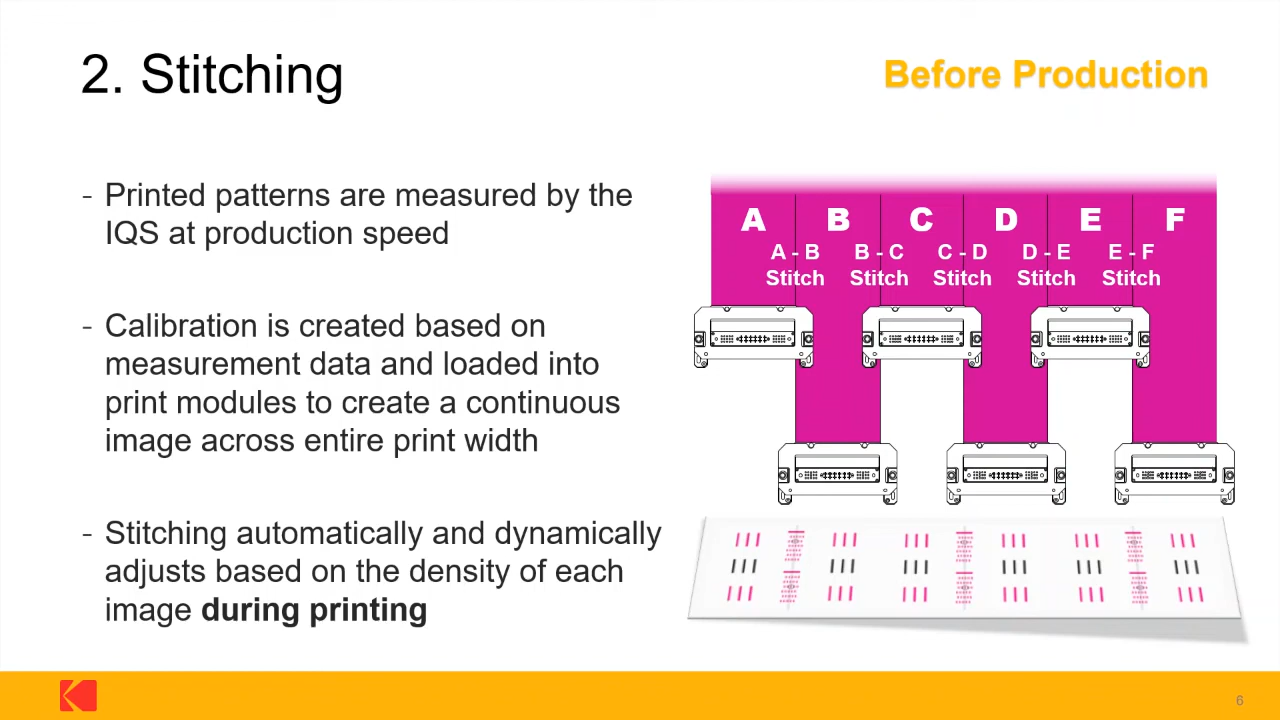 2. Stitching
Before Production
- Printed patterns are measured by the
IQS at production speed
- Calibration is created based on
measurement data and loaded into
print modules to create a continuous
image across entire print width
- Stitching automatically and dynamically
adjusts based on the density of each
image during printing
A B C D E F
A - B B - C C - D D - E E - F
Stitch Stitch Stitch Stitch Stitch
6